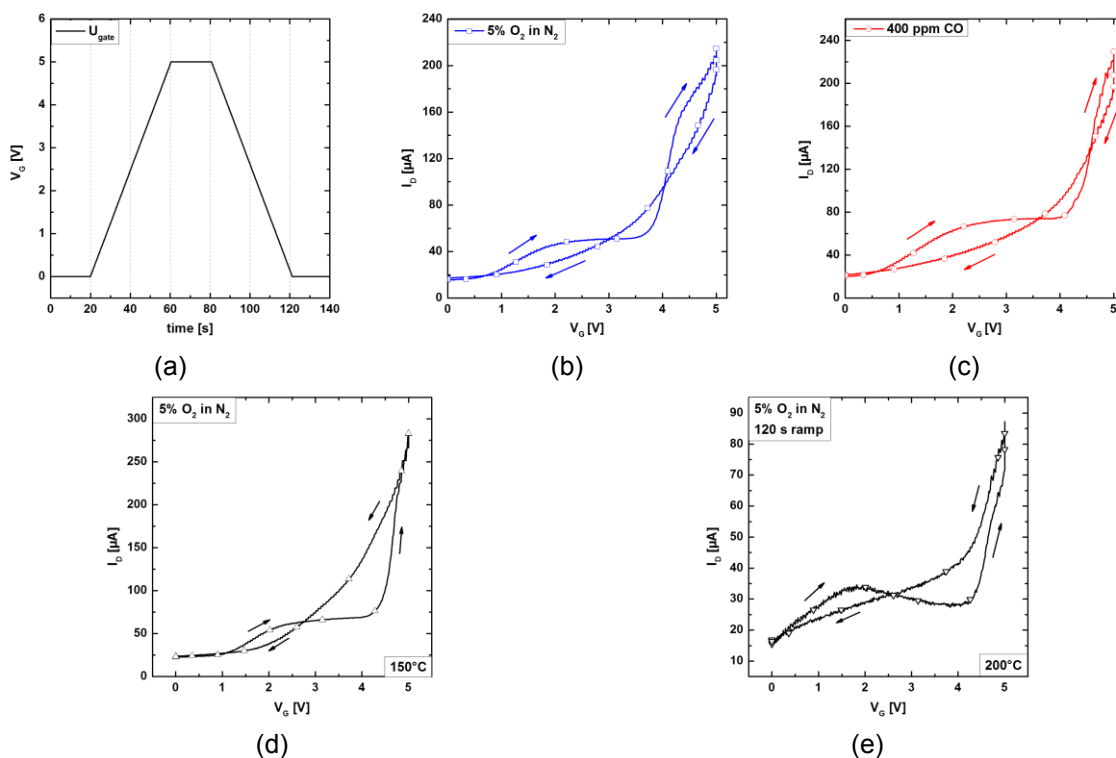 U_gate
V_G [V]
6
5
4
3
2
1
0
0 20 40 60 80 100 120 140
time [s]
(a)
5% O₂ in N₂
I_D [µA]
240
200
160
120
80
40
0
0 1 2 3 4 5
V_G [V]
(b)
400 ppm CO
I_D [µA]
240
200
160
120
80
40
0
0 1 2 3 4 5
V_G [V]
(c)
5% O₂ in N₂
I_D [µA]
300
250
200
150
100
50
0
0 1 2 3 4 5
150°C
V_G [V]
(d)
5% O₂ in N₂
120 s ramp
I_D [µA]
90
80
70
60
50
40
30
20
10
0 1 2 3 4 5
200°C
V_G [V]
(e)